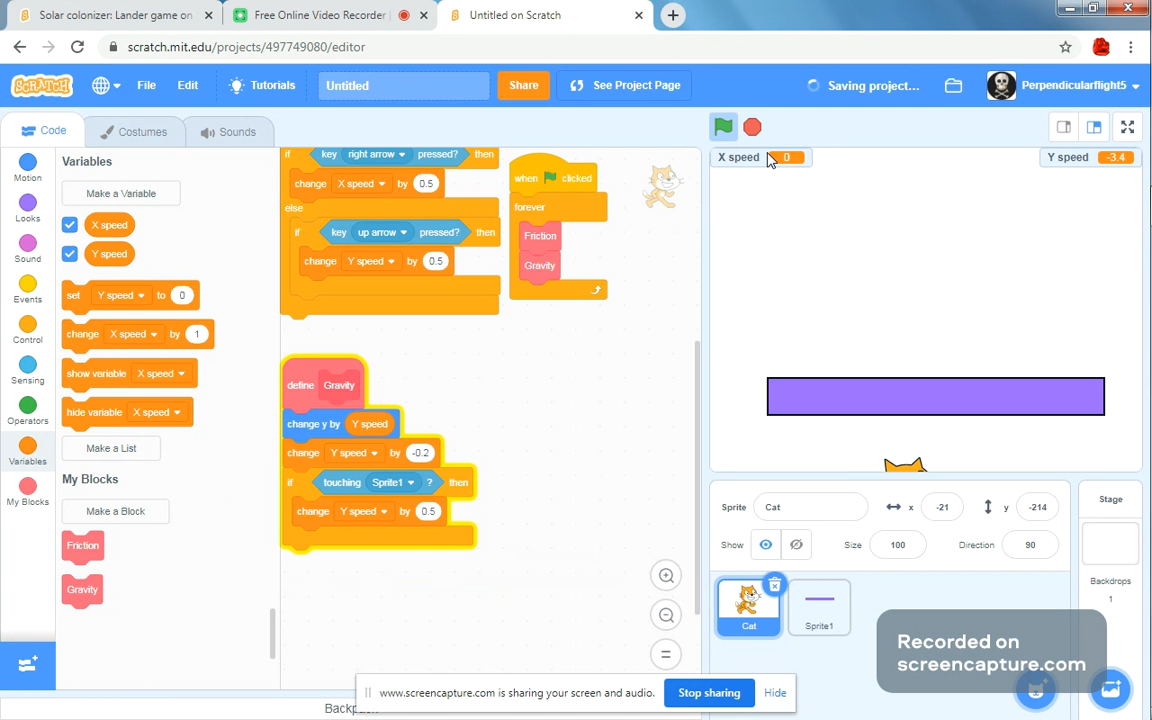 Solar colonizer: Lander game on
Free Online Video Recorder
Untitled on Scratch
scratch.mit.edu/projects/497749080/editor
SCRATCH
File
Edit
Tutorials
Untitled
Share
See Project Page
Saving project...
Perpendicularflight5
Code
Costumes
Sounds
Motion
Looks
Sound
Events
Control
Sensing
Operators
Variables
My Blocks
Variables
Make a Variable
X speed
Y speed
set Y speed to 0
change X speed by 1
show variable X speed
hide variable X speed
Make a List
My Blocks
Make a Block
Friction
Gravity
if key right arrow pressed? then
change X speed by 0.5
else
if key up arrow pressed? then
change Y speed by 0.5
when clicked
forever
Friction
Gravity
define Gravity
change y by Y speed
change Y speed by -0.2
if touching Sprite1 ? then
change Y speed by 0.5
X speed 0
Y speed -3.4
Sprite Cat x -21 y -214
Show Size 100 Direction 90
Cat
Sprite1
Stage
Backdrops
1
Recorded on
screencapture.com
www.screencapture.com is sharing your screen and audio. Stop sharing Hide